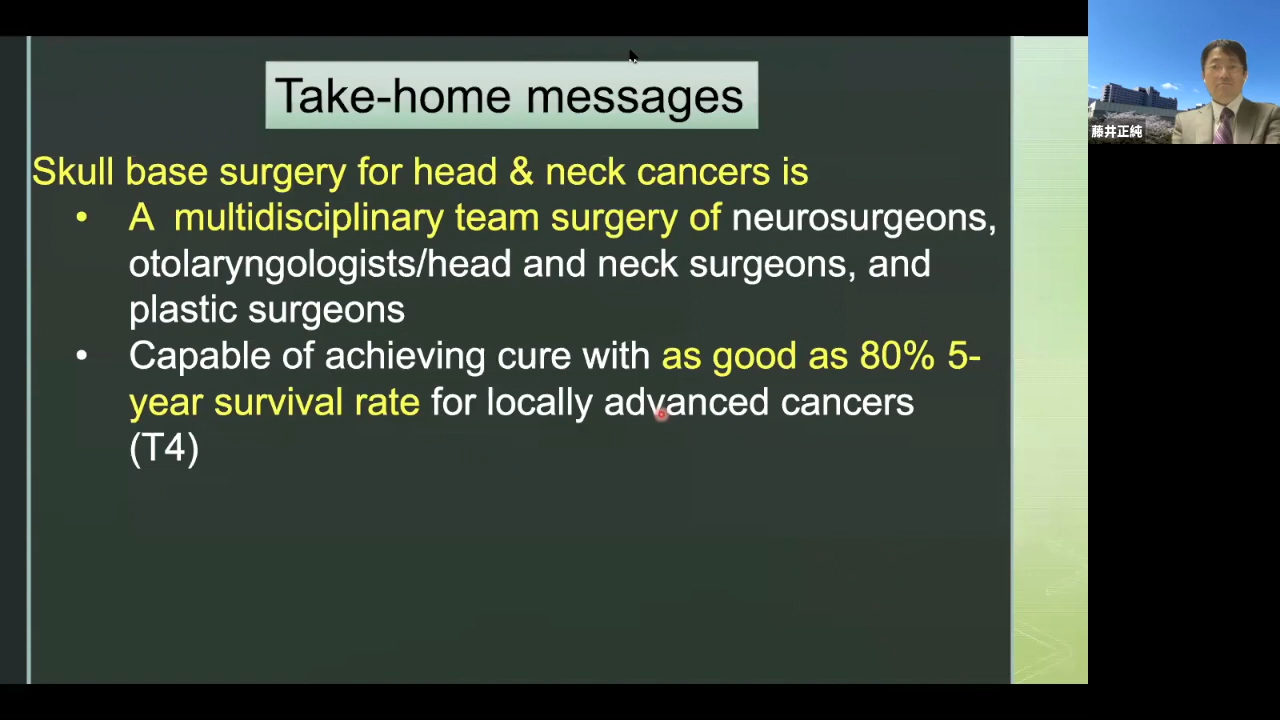 Take-home messages
Skull base surgery for head & neck cancers is
• A multidisciplinary team surgery of neurosurgeons,
otolaryngologists/head and neck surgeons, and
plastic surgeons
• Capable of achieving cure with as good as 80% 5-
year survival rate for locally advanced cancers
(T4)
藤井正純